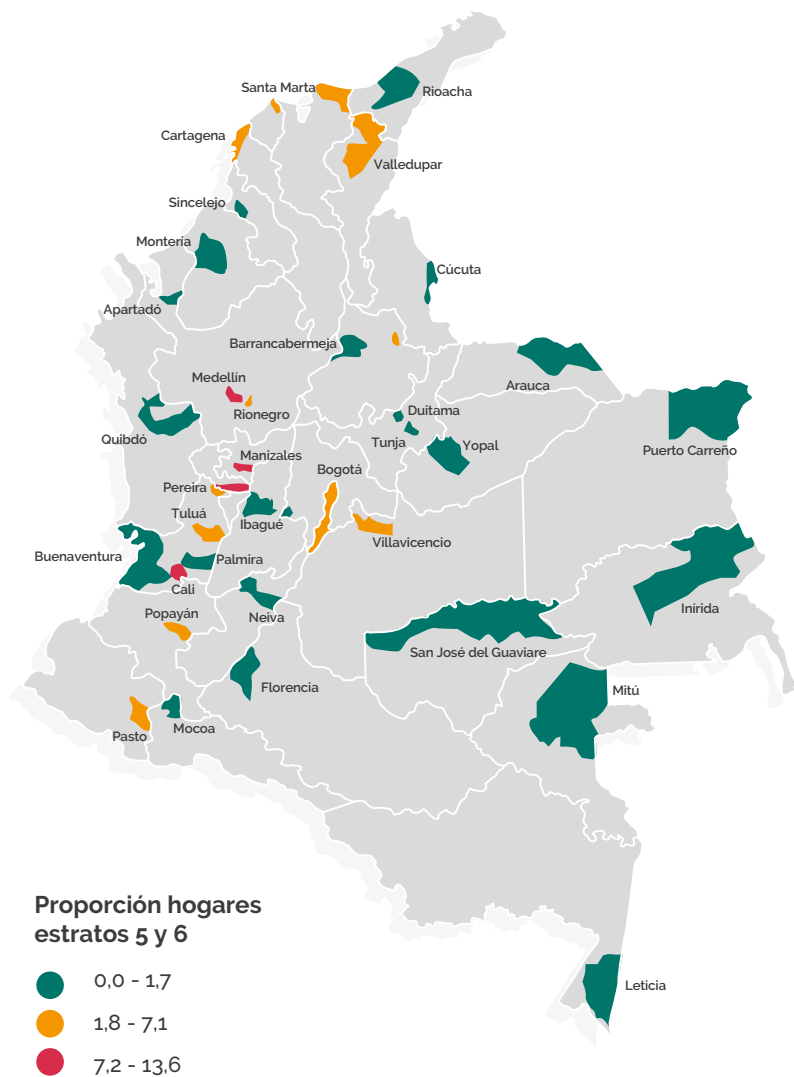 Santa Marta
Rioacha
Cartagena
Valledupar
Sincelejo
Monteria
Cúcuta
Apartadó
Barrancabermeja
Medellín
Arauca
Rionegro
Duitama
Quibdó
Tunja
Yopal
Puerto Carreño
Manizales
Bogotá
Pereira
Tuluá
Ibagué
Villavicencio
Buenaventura
Palmira
Cali
Popayán
Neiva
Inírida
San José del Guaviare
Florencia
Mitú
Mocoa
Pasto
Proporción hogares
estratos 5 y 6
0,0 - 1,7
Leticia
1,8 - 7,1
7,2 - 13,6